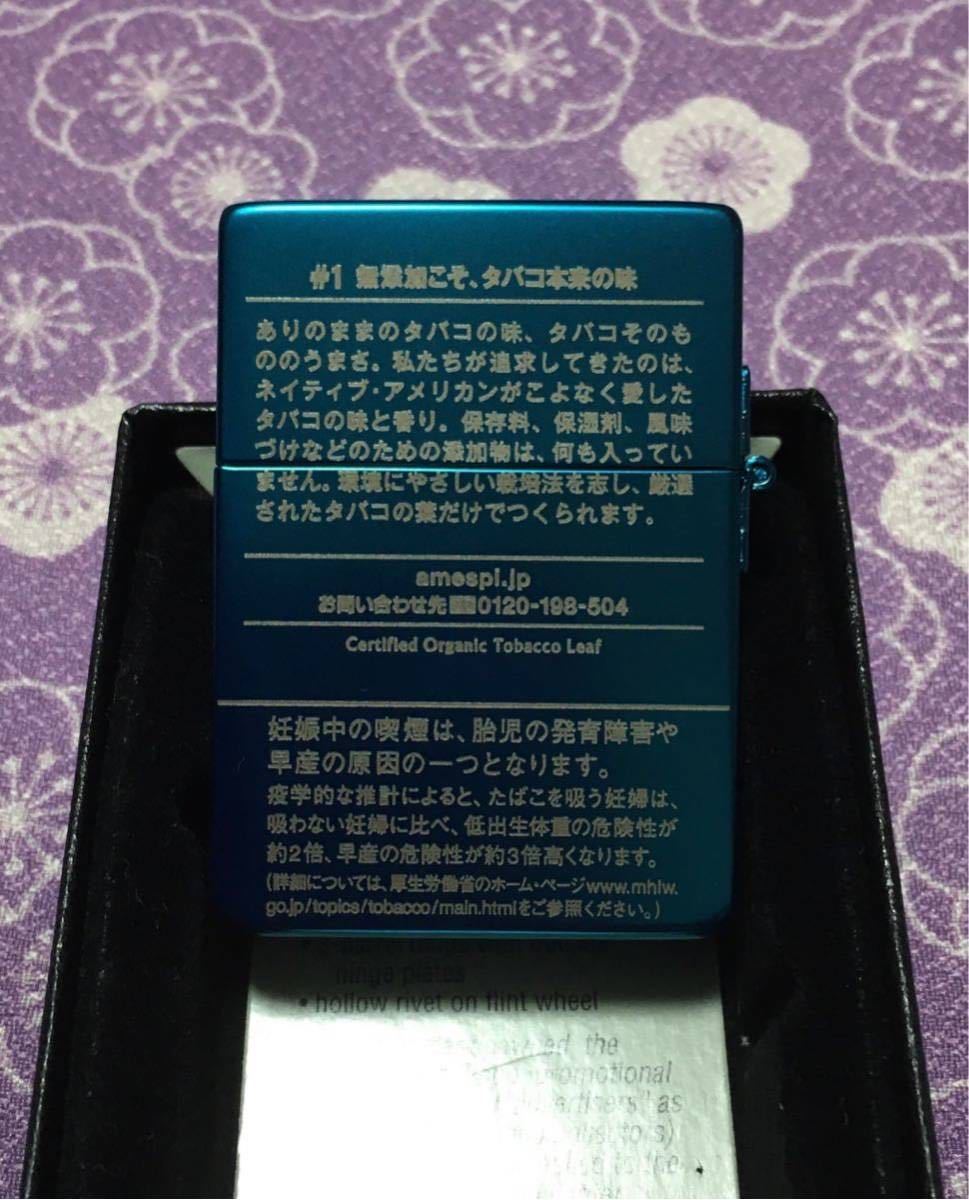 #1 無添加こそ、タバコ本来の味
ありのままのタバコの味、タバコそのも
ののうまさ。私たちが追求してきたのは、
ネイティブ・アメリカンがこよなく愛した
タバコの味と香り。保存料、保湿剤、風味
づけなどのための添加物は、何も入ってい
ません。環境にやさしい栽培法を志し、厳選
されたタバコの葉だけでつくられます。
amespi.jp
お問い合わせ先 0120-198-504
Certified Organic Tobacco Leaf
妊娠中の喫煙は、胎児の発育障害や
早産の原因の一つとなります。
疫学的な推計によると、たばこを吸う妊婦は、
吸わない妊婦に比べ、低出生体重の危険性が
約2倍、早産の危険性が約3倍高くなります。
(詳細については、厚生労働省のホーム・ページwww.mhlw.
go.jp/topics/tobacco/main.htmlをご参照ください。)
hinge plates
• hollow rivet on flint wheel
the
promotional
advertisers" as